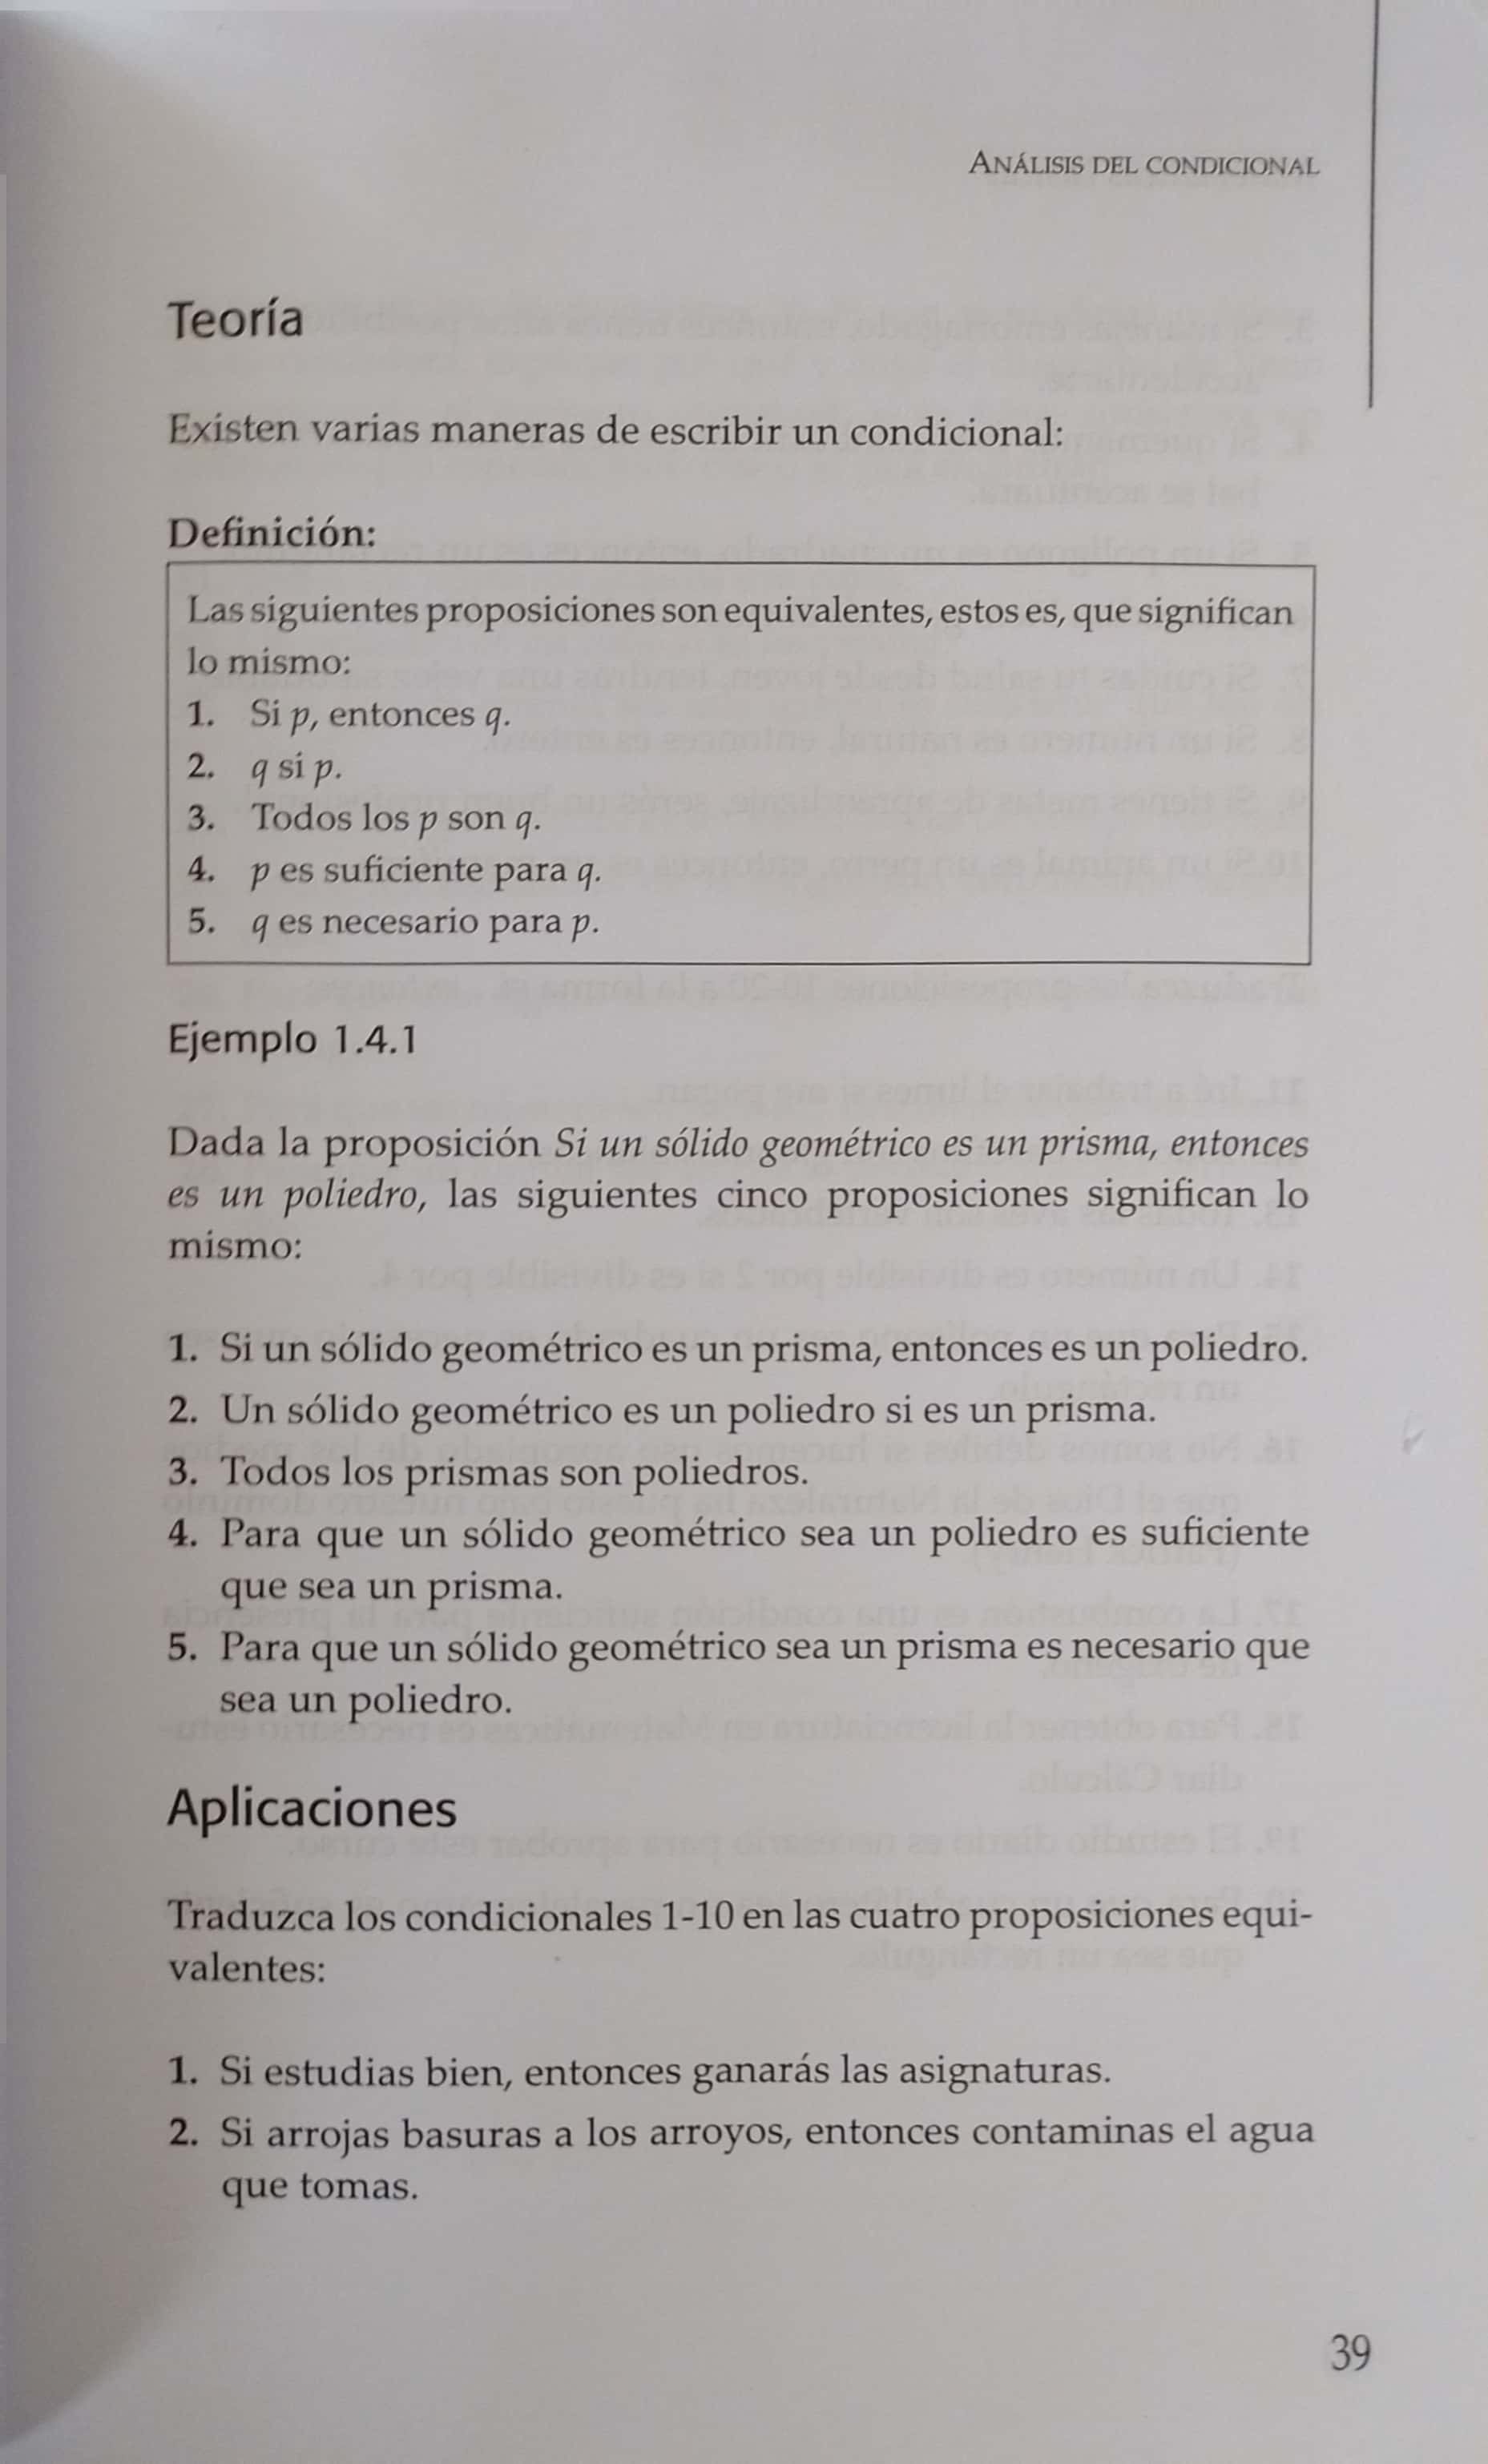 ANÁLISIS DEL CONDICIONAL
Teoría
Existen varias maneras de escribir un condicional:
Definición:
Las siguientes proposiciones son equivalentes, estos es, que significan
lo mismo:
1. Si p, entonces q.
2. q si p.
3. Todos los p son q.
4. p es suficiente para q.
5. q es necesario para p.
Ejemplo 1.4.1
Dada la proposición Si un sólido geométrico es un prisma, entonces
es un poliedro, las siguientes cinco proposiciones significan lo
mismo:
1. Si un sólido geométrico es un prisma, entonces es un poliedro.
2. Un sólido geométrico es un poliedro si es un prisma.
3. Todos los prismas son poliedros.
4. Para que un sólido geométrico sea un poliedro es suficiente
que sea un prisma.
5. Para que un sólido geométrico sea un prisma es necesario que
sea un poliedro.
Aplicaciones
Traduzca los condicionales 1-10 en las cuatro proposiciones equi-
valentes:
1. Si estudias bien, entonces ganarás las asignaturas.
2. Si arrojas basuras a los arroyos, entonces contaminas el agua
que tomas.
39